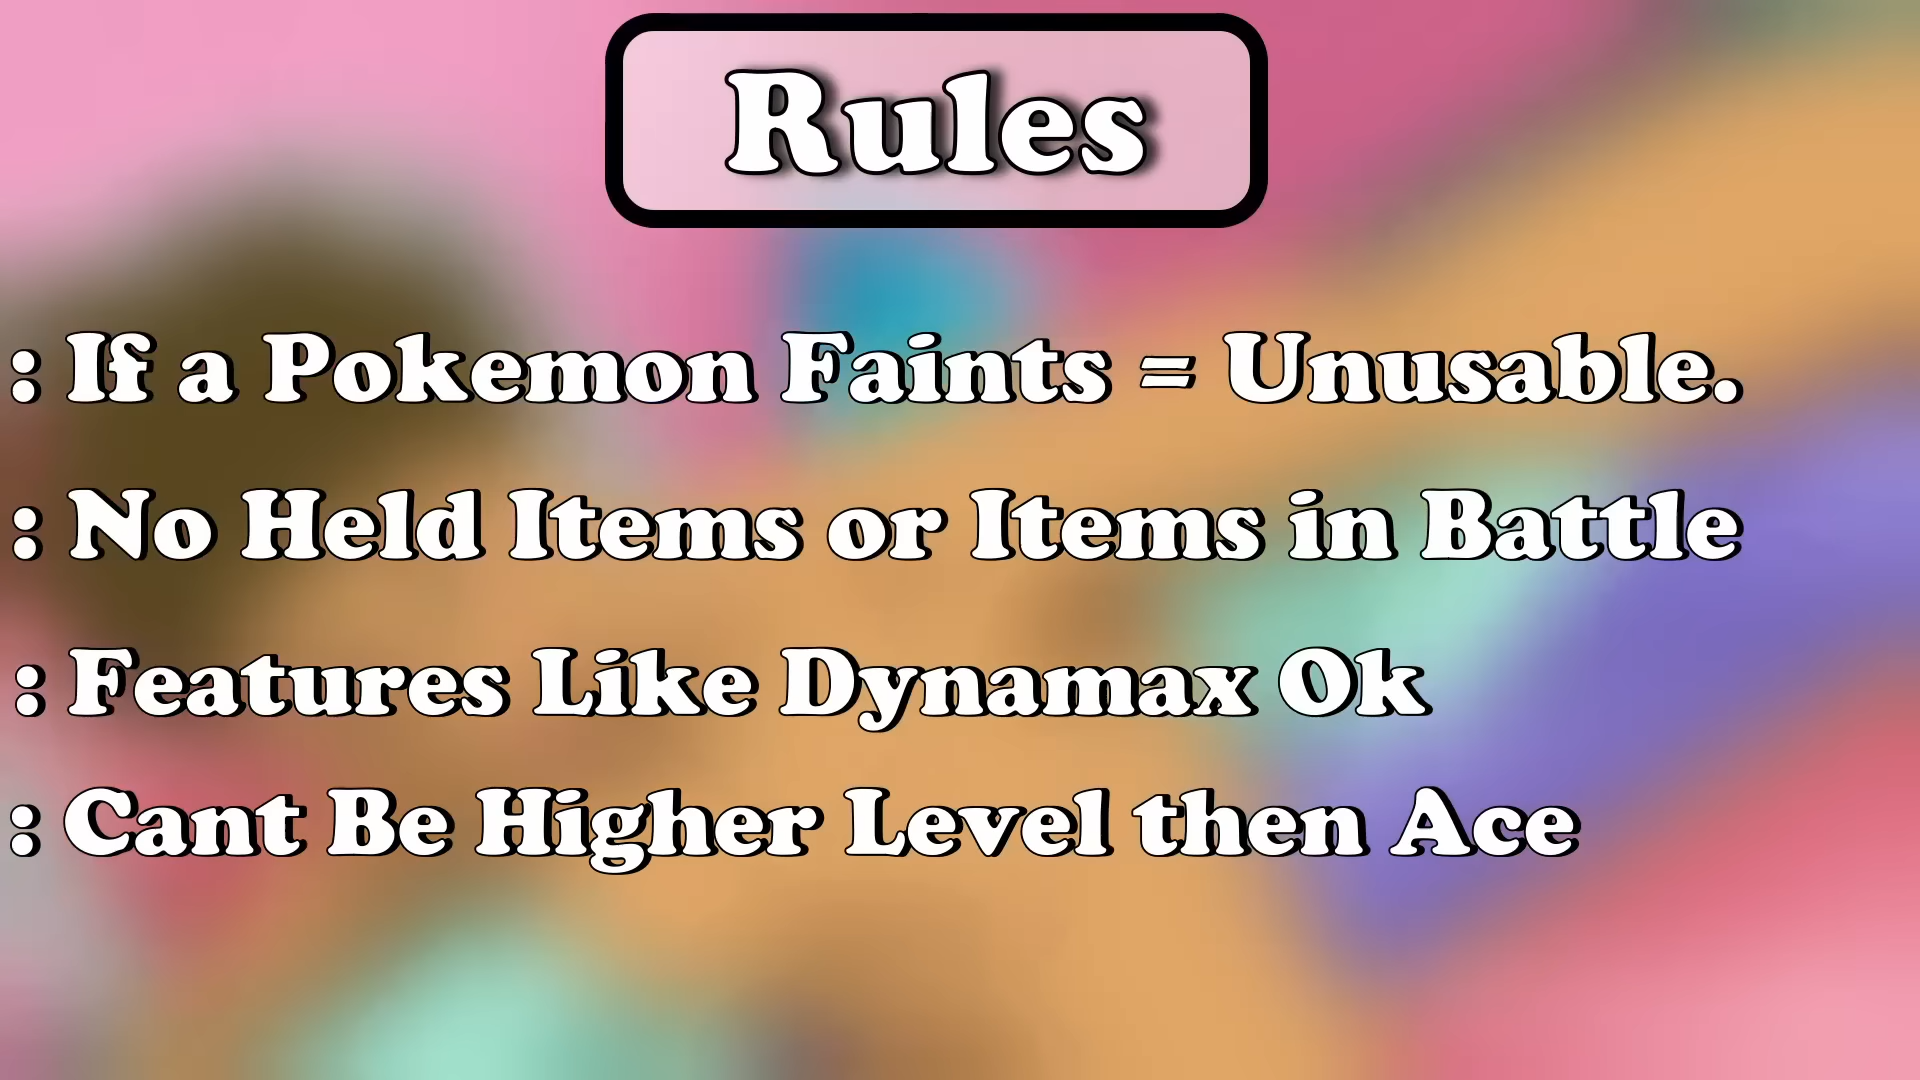 Rules
: If a Pokemon Faints = Unusable.
: No Held Items or Items in Battle
: Features Like Dynamax Ok
: Cant Be Higher Level then Ace